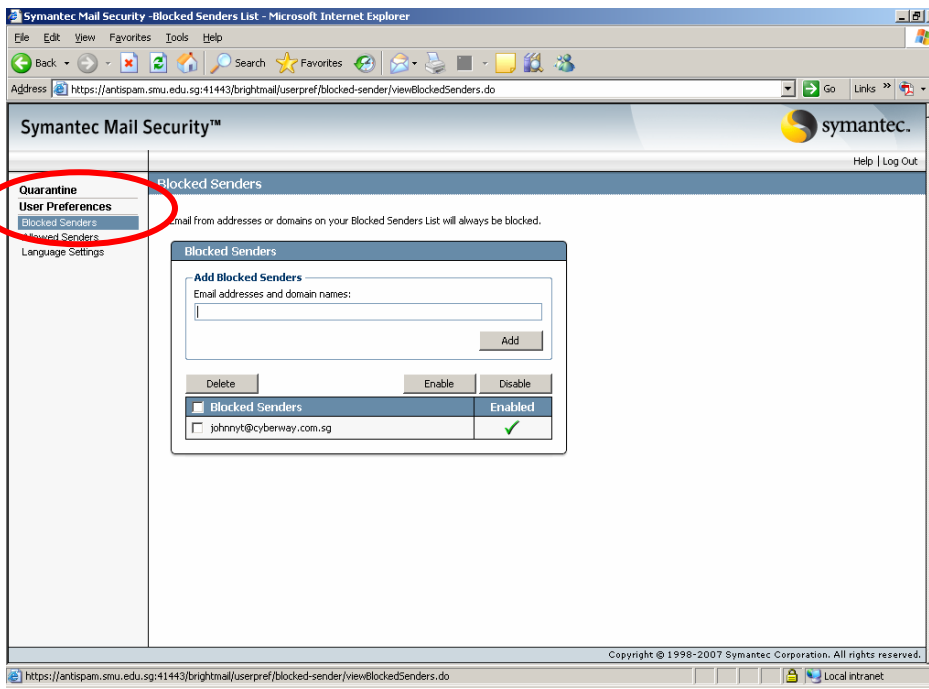 Symantec Mail Security -Blocked Senders List - Microsoft Internet Explorer
File Edit View Favorites Tools Help
Back Search Favorites
Address https://antispam.smu.edu.sg:41443/brightmail/userpref/blocked-sender/viewBlockedSenders.do Go Links »
Symantec Mail Security™ symantec.
Help | Log Out
Quarantine
User Preferences
Blocked Senders
Allowed Senders
Language Settings
Blocked Senders
Email from addresses or domains on your Blocked Senders List will always be blocked.
Blocked Senders
Add Blocked Senders
Email addresses and domain names:
Add
Delete Enable Disable
Blocked Senders Enabled
johnnyt@cyberway.com.sg
Copyright © 1998-2007 Symantec Corporation. All rights reserved.
https://antispam.smu.edu.sg:41443/brightmail/userpref/blocked-sender/viewBlockedSenders.do Local intranet